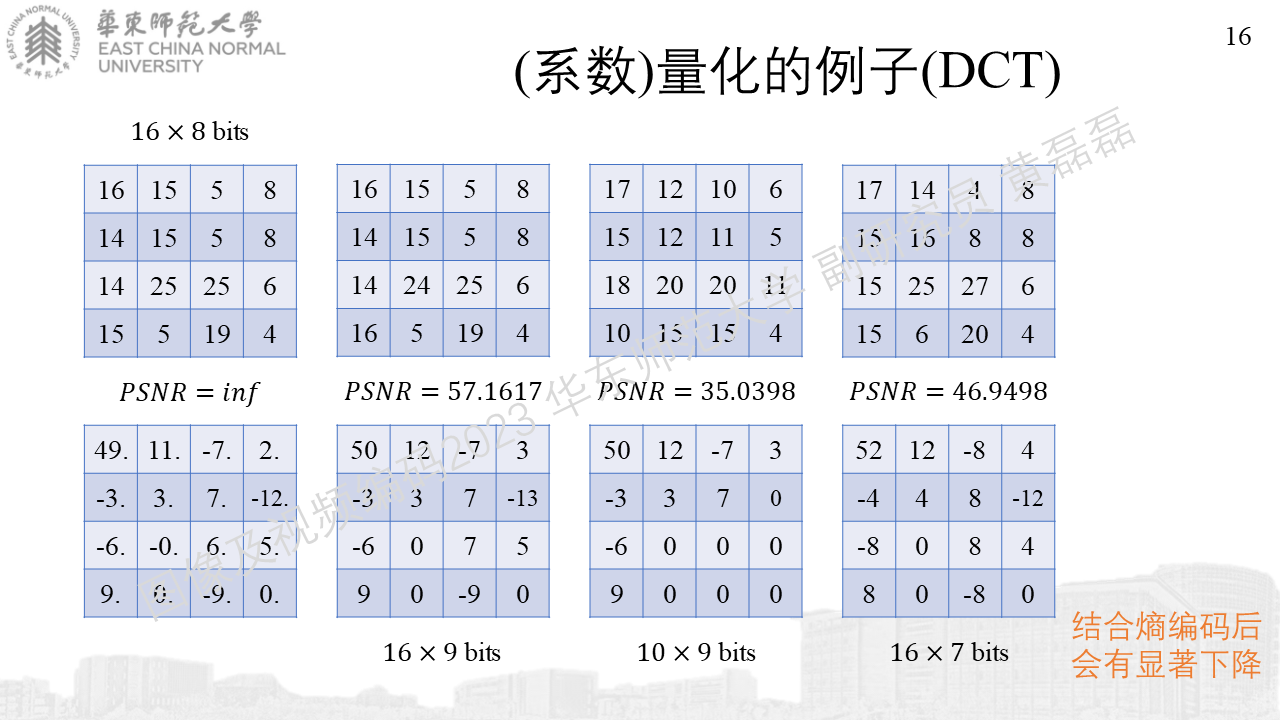 華東師範大學
EAST CHINA NORMAL
UNIVERSITY
EAST CHINA NORMAL UNIVERSITY
華東師範大學
16
(系数)量化的例子(DCT)
16 × 8 bits
16 15 5 8
14 15 5 8
14 25 25 6
15 5 19 4
PSNR = inf
49. 11. -7. 2.
-3. 3. 7. -12.
-6. -0. 6. 5.
9. 0. -9. 0.
16 15 5 8
14 15 5 8
14 24 25 6
16 5 19 4
PSNR = 57.1617
50 12 -7 3
-3 3 7 -13
-6 0 7 5
9 0 -9 0
16 × 9 bits
17 12 10 6
15 12 11 5
18 20 20 11
10 15 15 4
PSNR = 35.0398
50 12 -7 3
-3 3 7 0
-6 0 0 0
9 0 0 0
10 × 9 bits
17 14 4 8
15 16 8 8
15 25 27 6
15 6 20 4
PSNR = 46.9498
52 12 -8 4
-4 4 8 -12
-8 0 8 4
8 0 -8 0
16 × 7 bits
结合熵编码后
会有显著下降
图像及视频编码2023 华东师范大学 副研究员 黄磊磊